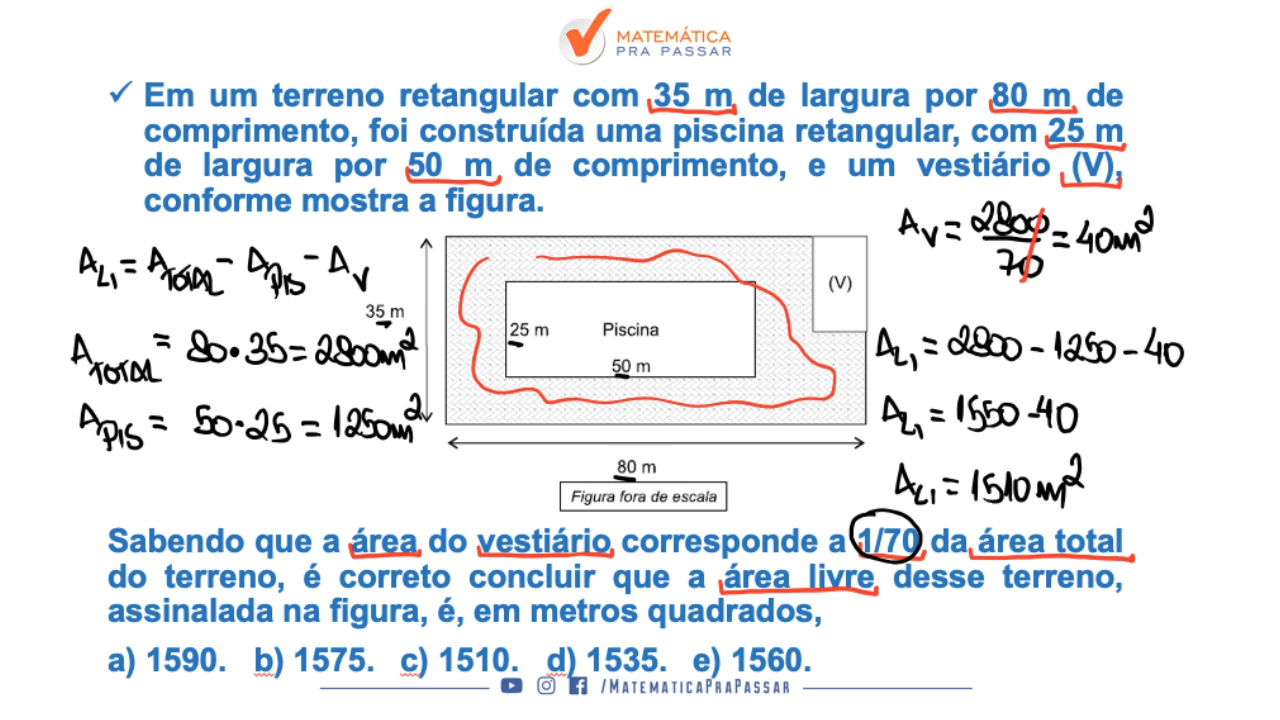 MATEMÁTICA
PRA PASSAR
✓ Em um terreno retangular com 35 m de largura por 80 m de
comprimento, foi construída uma piscina retangular, com 25 m
de largura por 50 m de comprimento, e um vestiário (V),
conforme mostra a figura.
A_V = 2800/70 = 40m²
A_L1 = A_TOTAL - A_PIS - A_V
A_TOTAL = 80·35 = 2800m²
A_PIS = 50·25 = 1250m²
35 m
(V)
25 m
Piscina
50 m
80 m
Figura fora de escala
A_L1 = 2800 - 1250 - 40
A_L1 = 1550 - 40
A_L1 = 1510 m²
Sabendo que a área do vestiário corresponde a 1/70 da área total
do terreno, é correto concluir que a área livre desse terreno,
assinalada na figura, é, em metros quadrados,
a) 1590. b) 1575. c) 1510. d) 1535. e) 1560.
/MATEMATICAPRAPASSAR